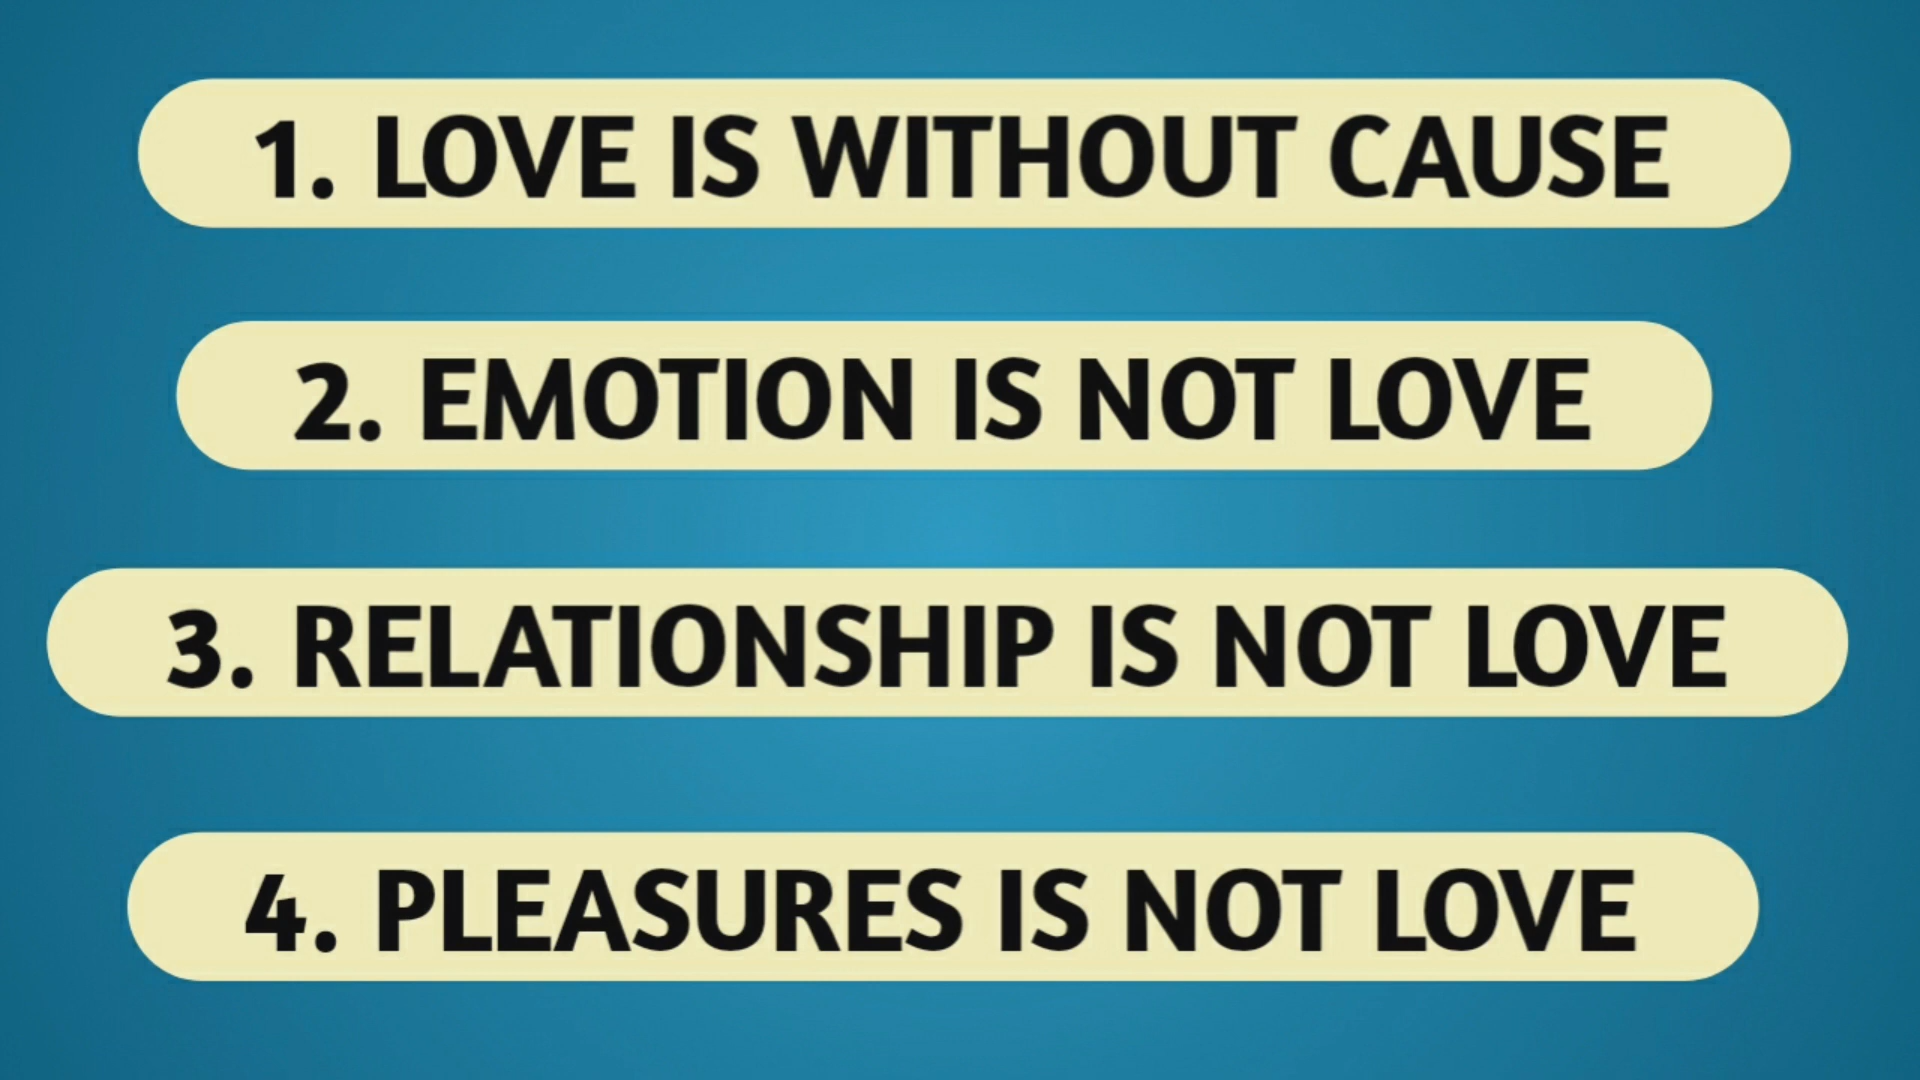 1. LOVE IS WITHOUT CAUSE
2. EMOTION IS NOT LOVE
3. RELATIONSHIP IS NOT LOVE
4. PLEASURES IS NOT LOVE